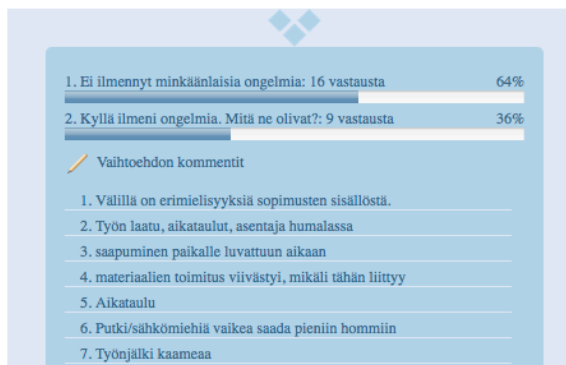 1. Ei ilmennyt minkäänlaisia ongelmia: 16 vastausta 64%
2. Kyllä ilmeni ongelmia. Mitä ne olivat?: 9 vastausta 36%
Vaihtoehdon kommentit
1. Välillä on erimielisyyksiä sopimusten sisällöstä.
2. Työn laatu, aikataulut, asentaja humalassa
3. saapuminen paikalle luvattuun aikaan
4. materiaalien toimitus viivästyi, mikäli tähän liittyy
5. Aikataulu
6. Putki/sähkömiehiä vaikea saada pieniin hommiin
7. Työnjälki kaameaa